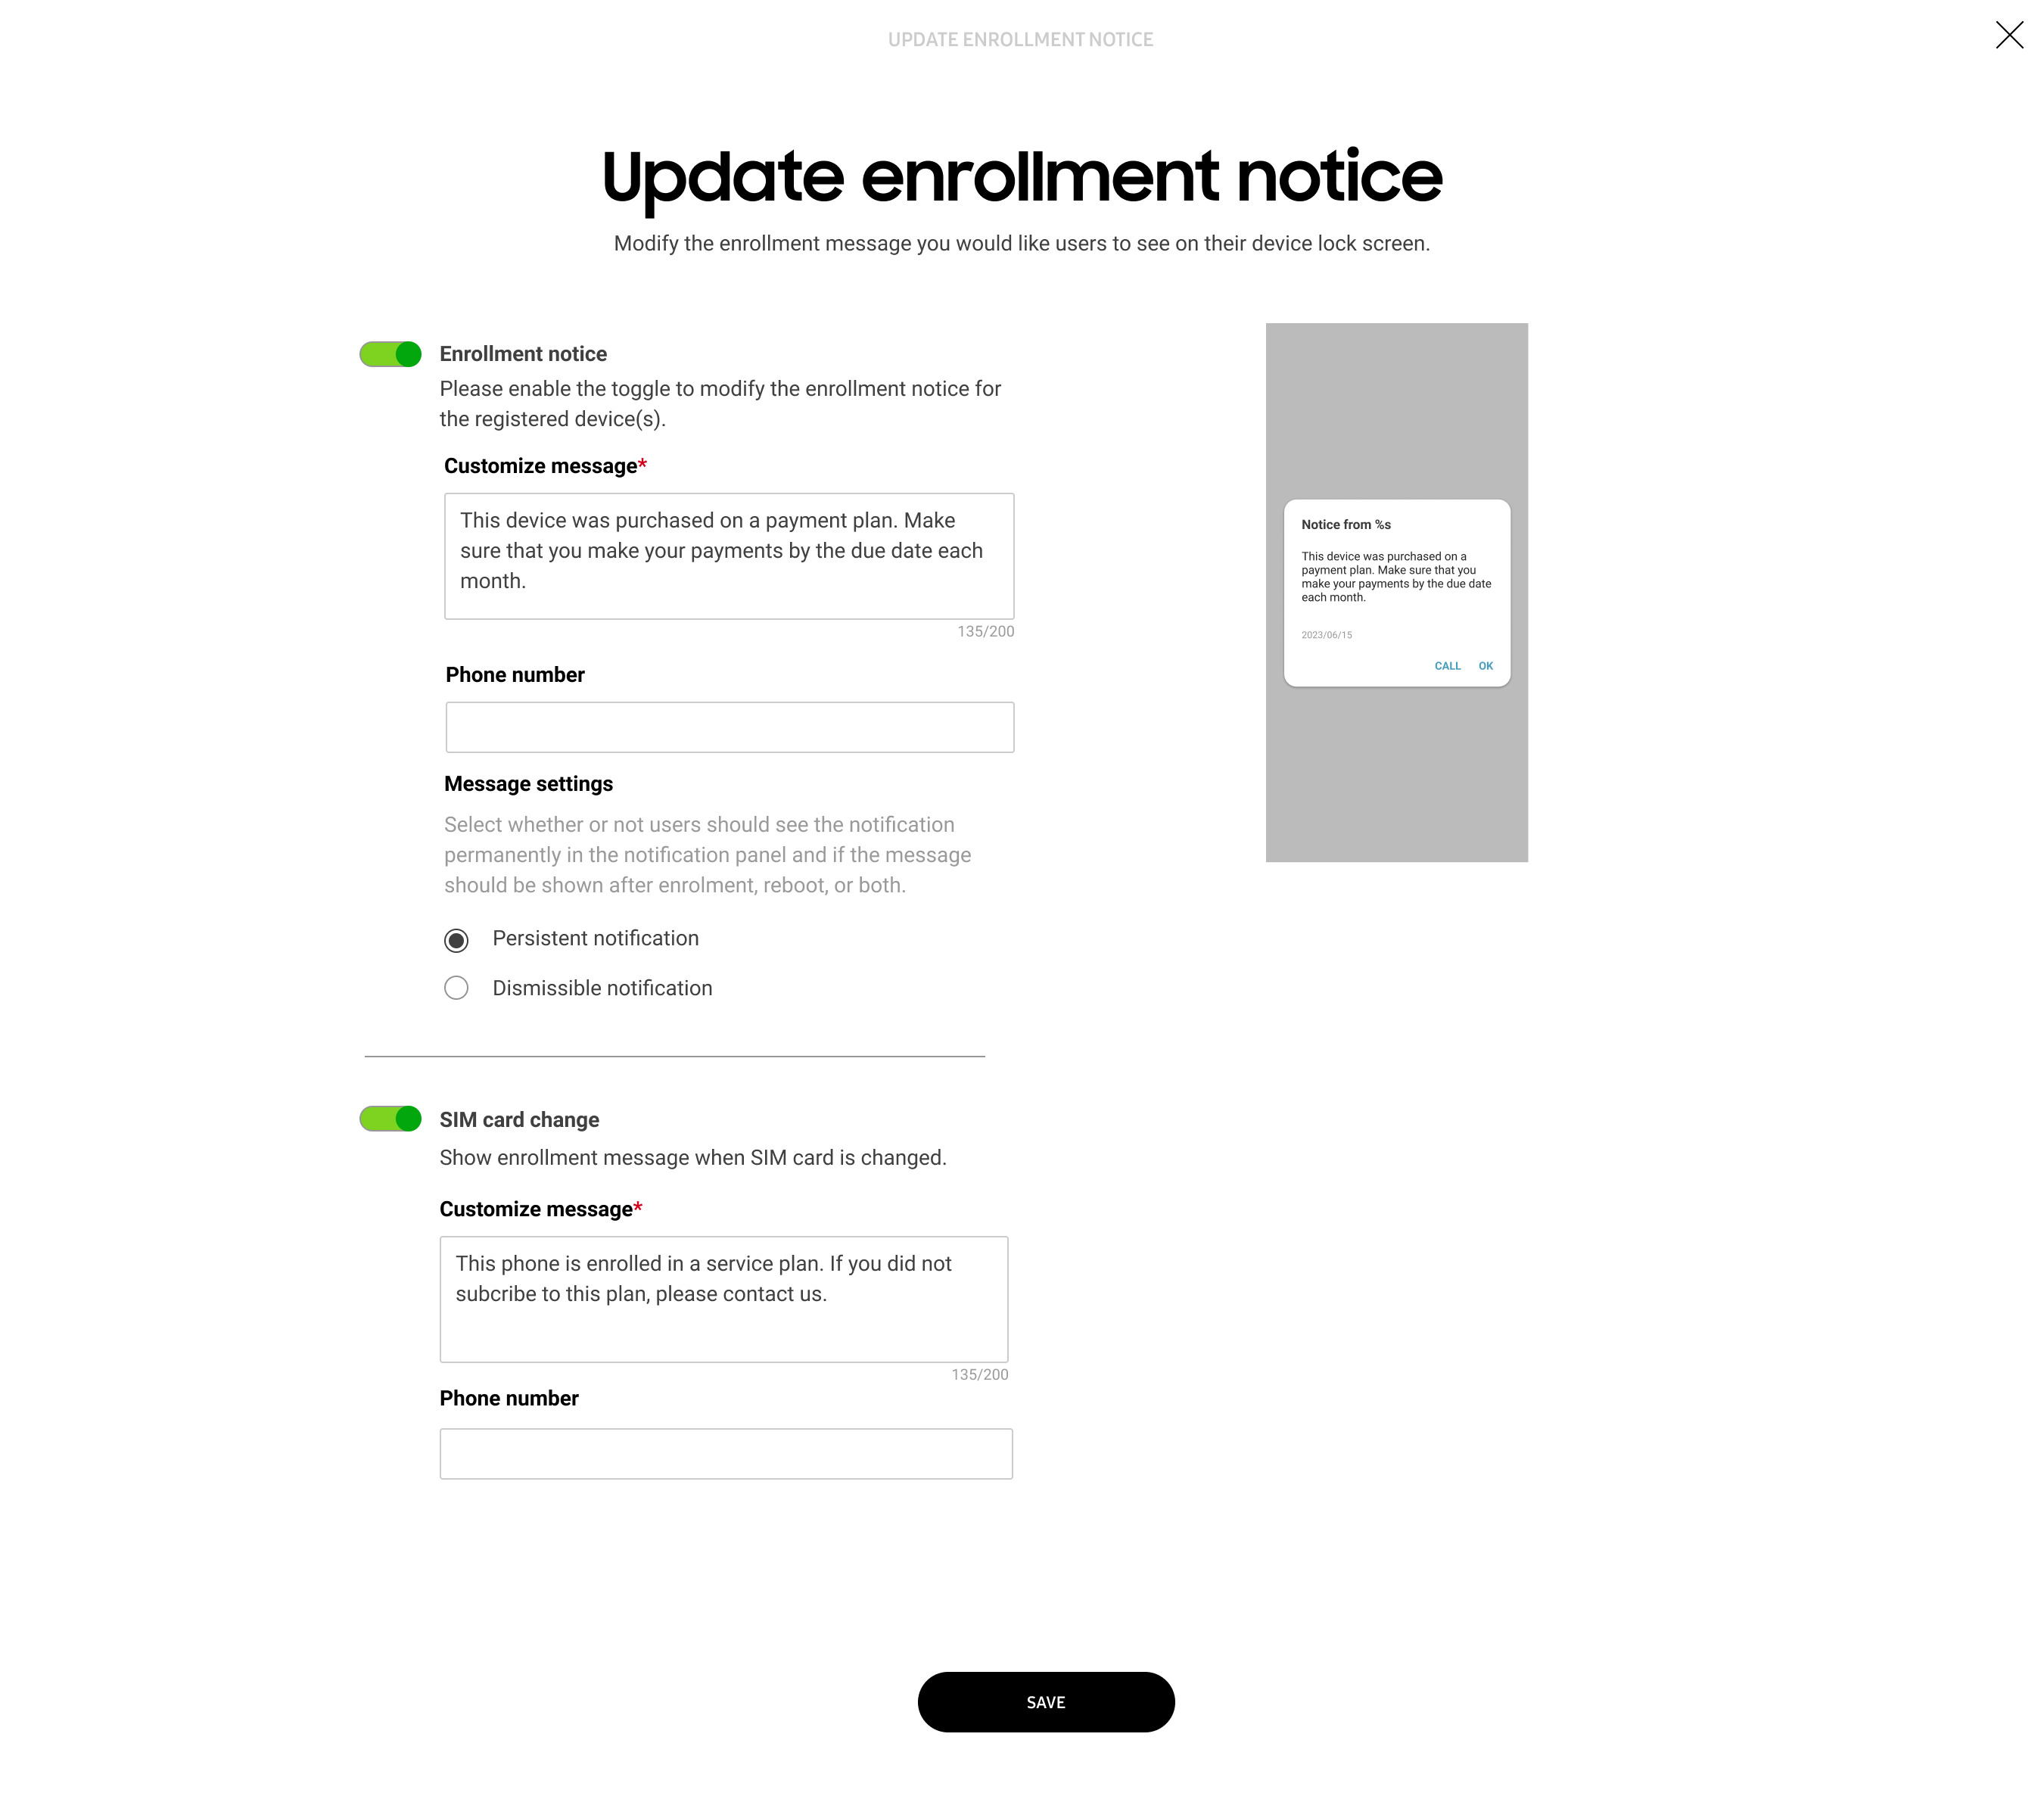 UPDATE ENROLLMENT NOTICE
Update enrollment notice
Modify the enrollment message you would like users to see on their device lock screen.
Enrollment notice
Please enable the toggle to modify the enrollment notice for
the registered device(s).
Customize message*
This device was purchased on a payment plan. Make
sure that you make your payments by the due date each
month.
135/200
Phone number
Message settings
Select whether or not users should see the notification
permanently in the notification panel and if the message
should be shown after enrolment, reboot, or both.
Persistent notification
Dismissible notification
SIM card change
Show enrollment message when SIM card is changed.
Customize message*
This phone is enrolled in a service plan. If you did not
subcribe to this plan, please contact us.
135/200
Phone number
Notice from %s
This device was purchased on a
payment plan. Make sure that you
make your payments by the due date
each month.
2023/06/15
CALL OK
SAVE